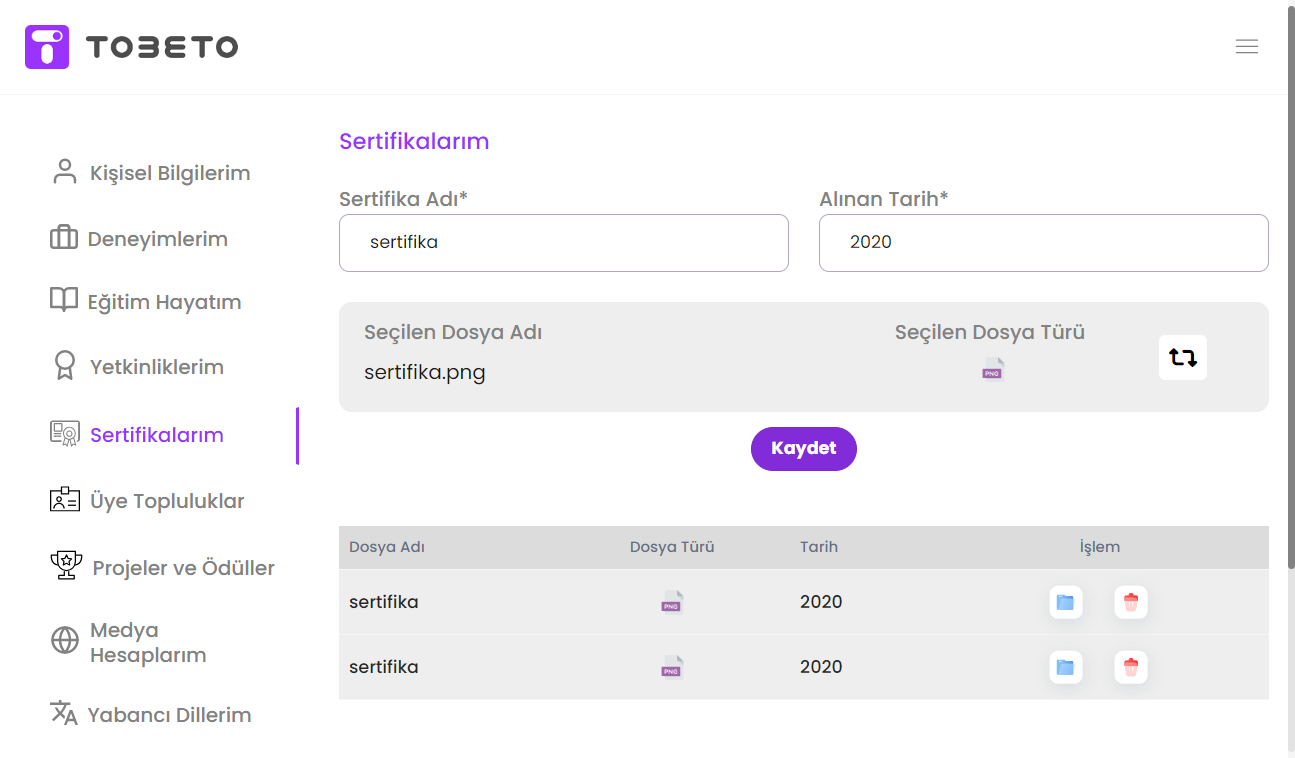 TOBETO
Sertifikalarım
Kişisel Bilgilerim
Deneyimlerim
Eğitim Hayatım
Yetkinliklerim
Sertifikalarım
Üye Topluluklar
Projeler ve Ödüller
Medya
Hesaplarım
Yabancı Dillerim
Sertifika Adı* Alınan Tarih*
sertifika 2020
Seçilen Dosya Adı Seçilen Dosya Türü
sertifika.png PNG
Kaydet
Dosya Adı Dosya Türü Tarih İşlem
sertifika PNG 2020
sertifika PNG 2020